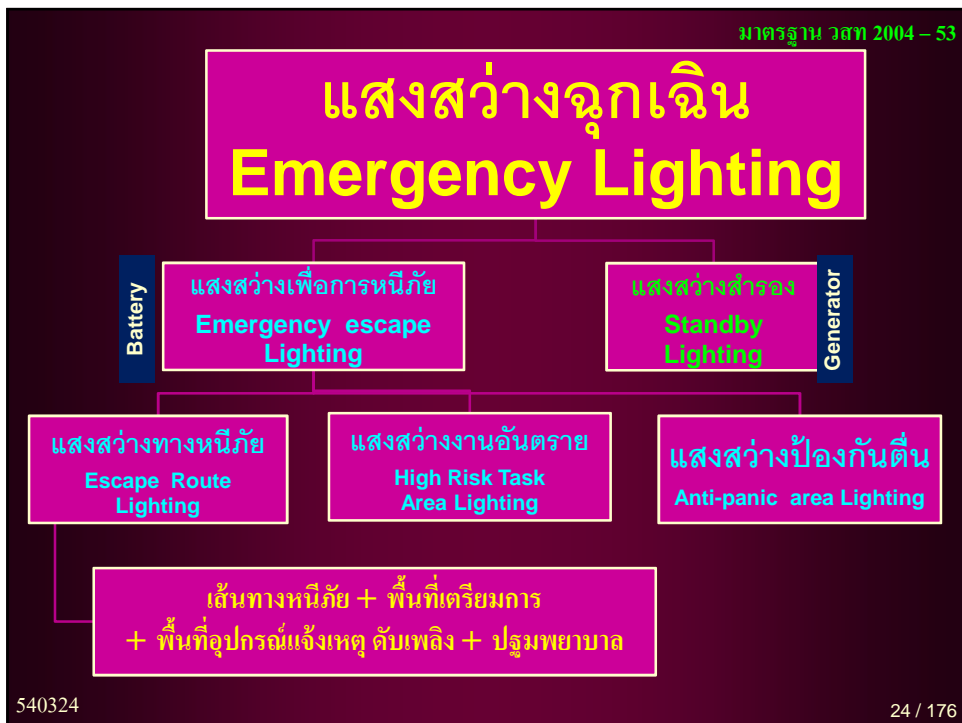 มาตรฐาน วสท 2004 – 53
แสงสว่างฉุกเฉิน
Emergency Lighting
Battery
แสงสว่างเพื่อการหนีภัย
Emergency escape
Lighting
แสงสว่างสำรอง
Standby
Lighting
Generator
แสงสว่างทางหนีภัย
Escape Route
Lighting
แสงสว่างงานอันตราย
High Risk Task
Area Lighting
แสงสว่างป้องกันตื่น
Anti-panic area Lighting
เส้นทางหนีภัย + พื้นที่เตรียมการ
+ พื้นที่อุปกรณ์แจ้งเหตุ ดับเพลิง + ปฐมพยาบาล
540324
24 / 176